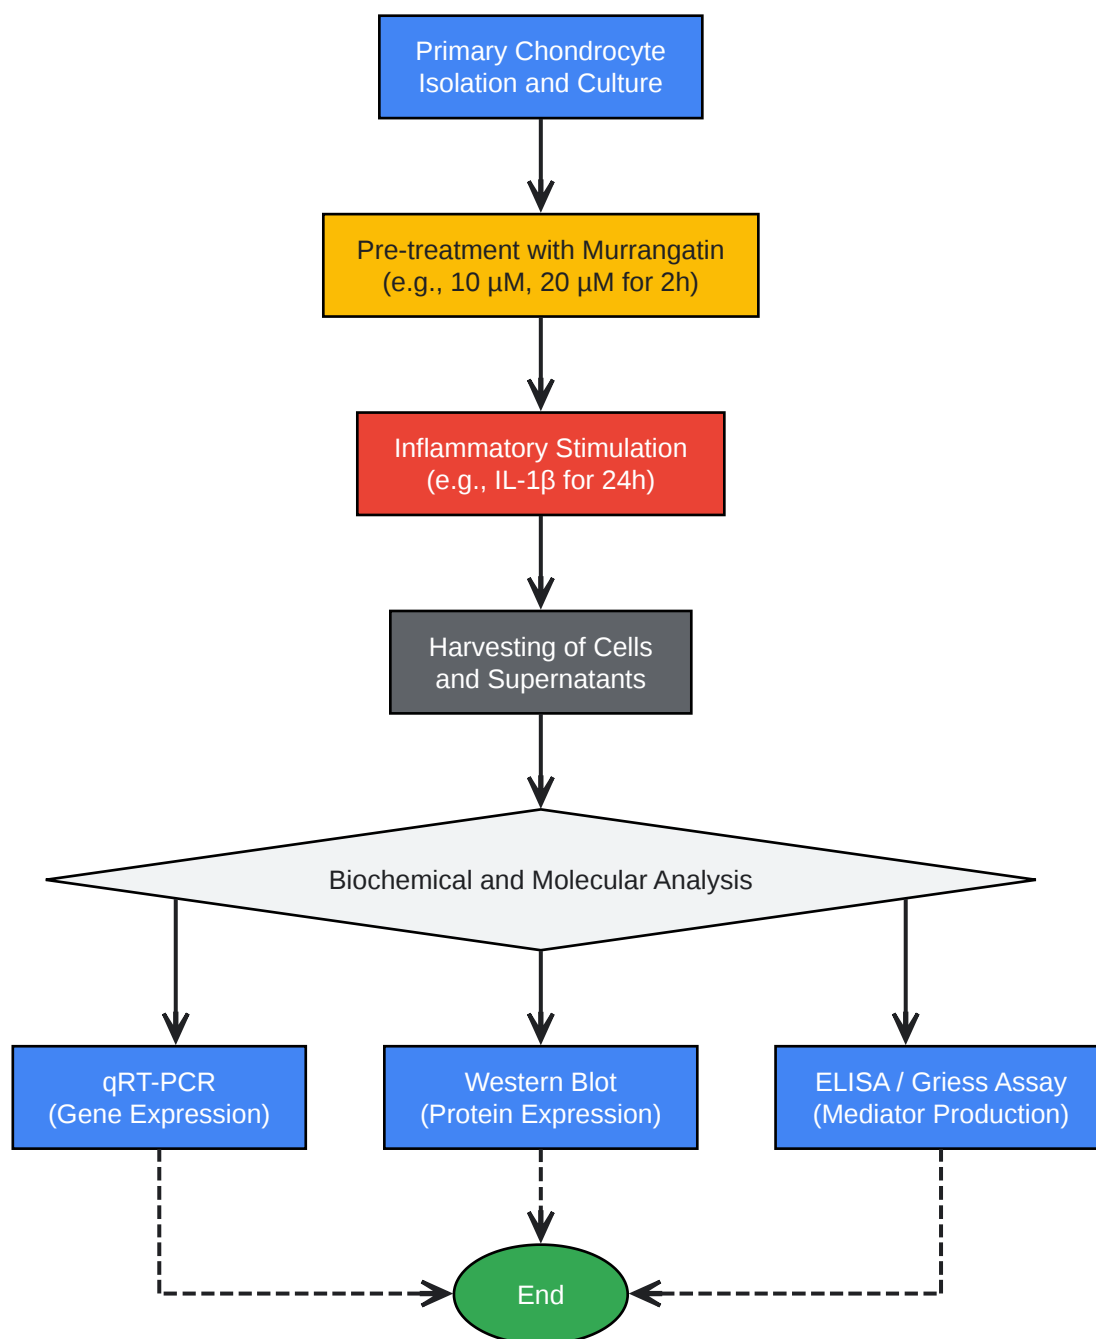 Primary Chondrocyte
Isolation and Culture
Pre-treatment with Murrangatin
(e.g., 10 µM, 20 µM for 2h)
Inflammatory Stimulation
(e.g., IL-1β for 24h)
Harvesting of Cells
and Supernatants
Biochemical and Molecular Analysis
qRT-PCR
(Gene Expression)
Western Blot
(Protein Expression)
ELISA / Griess Assay
(Mediator Production)
End